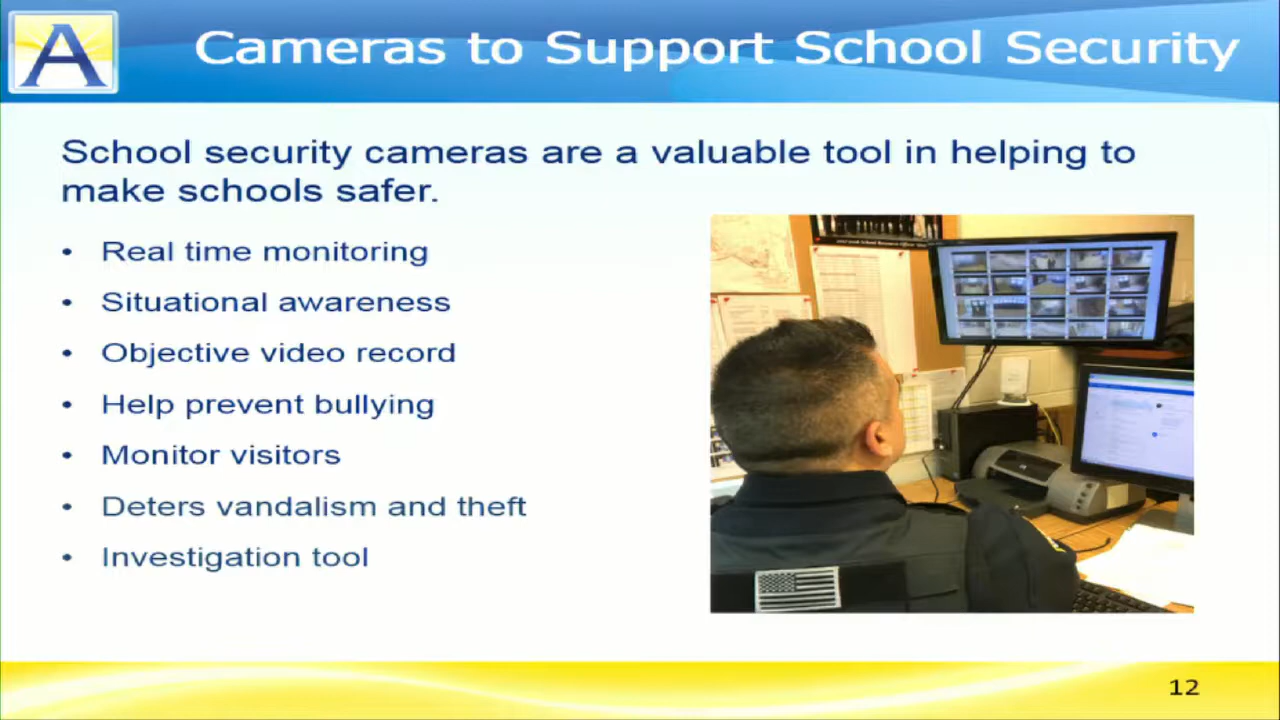 A
Cameras to Support School Security
School security cameras are a valuable tool in helping to
make schools safer.
• Real time monitoring
• Situational awareness
• Objective video record
• Help prevent bullying
• Monitor visitors
• Deters vandalism and theft
• Investigation tool
12